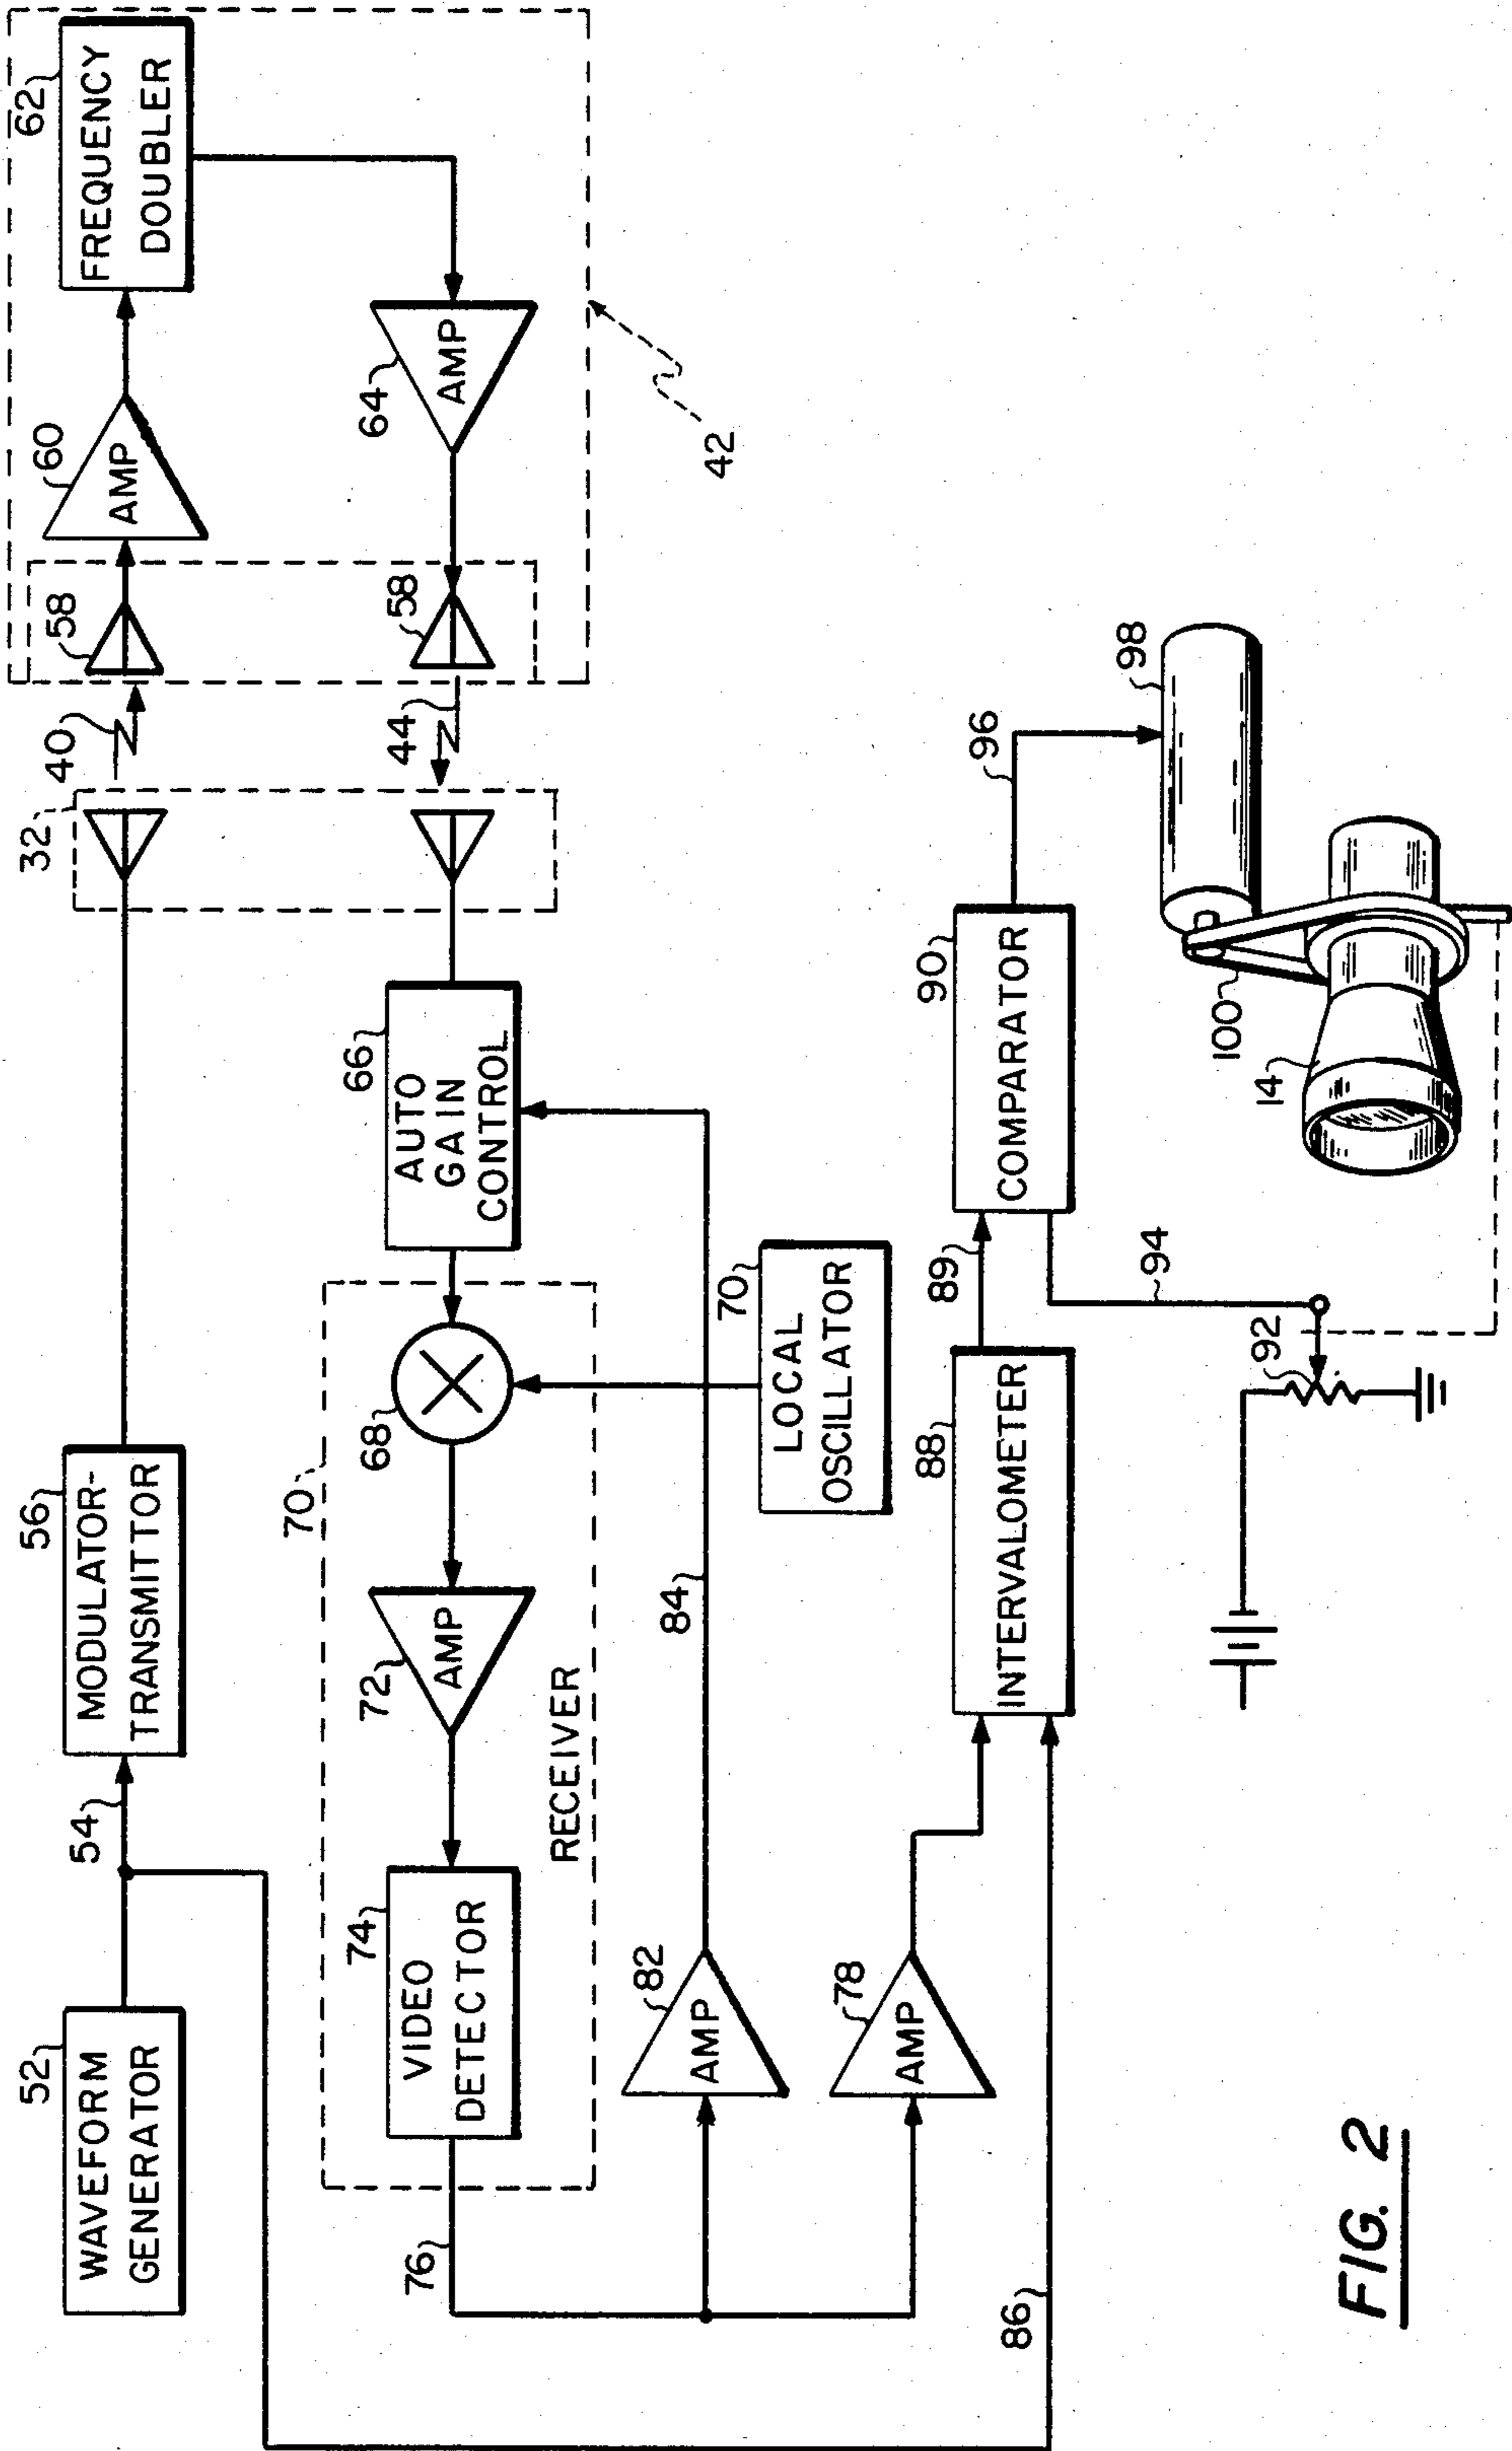 52
WAVEFORM
GENERATOR
54
56
MODULATOR-
TRANSMITTOR
32
40
58
60
AMP
62
FREQUENCY
DOUBLER
64
AMP
58
44
42
66
AUTO
GAIN
CONTROL
68
70
72
AMP
74
VIDEO
DETECTOR
RECEIVER
76
70
LOCAL
OSCILLATOR
82
AMP
84
78
AMP
86
88
INTERVALOMETER
89
90
COMPARATOR
92
94
96
98
100
14
FIG. 2